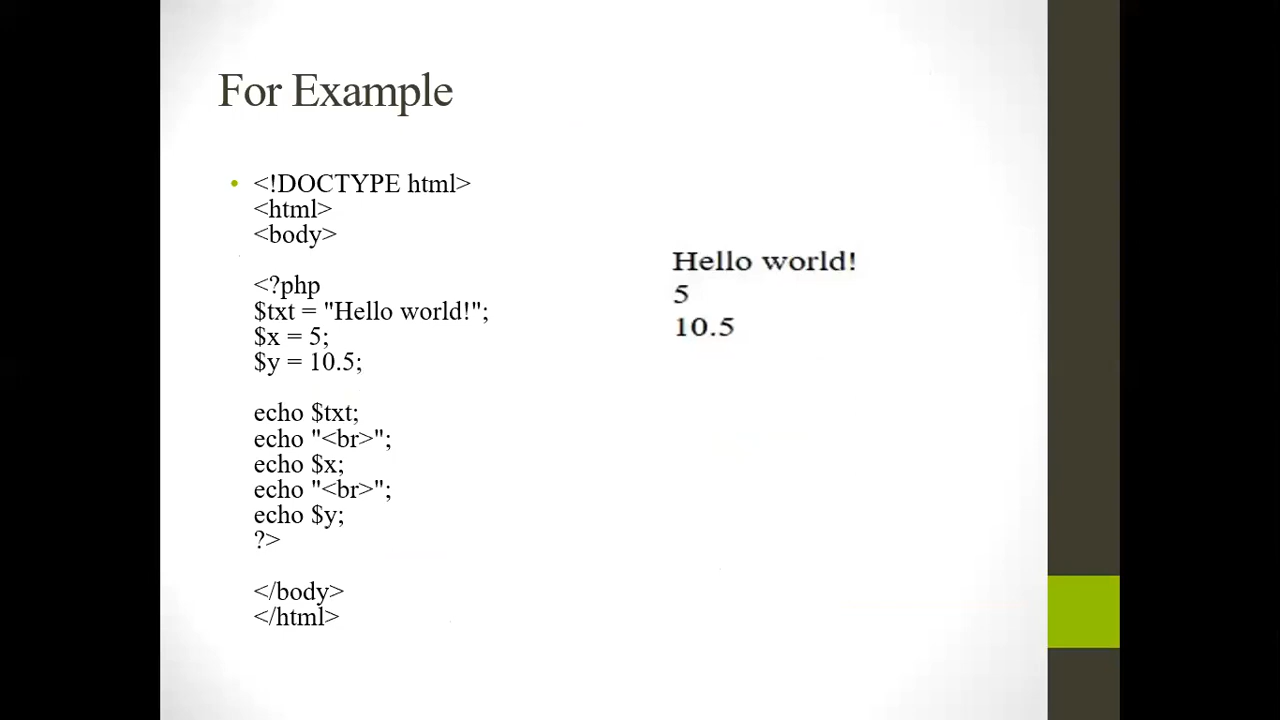 For Example
• <!DOCTYPE html>
<html>
<body>
<?php
$txt = "Hello world!";
$x = 5;
$y = 10.5;
echo $txt;
echo "<br>";
echo $x;
echo "<br>";
echo $y;
?>
</body>
</html>
Hello world!
5
10.5